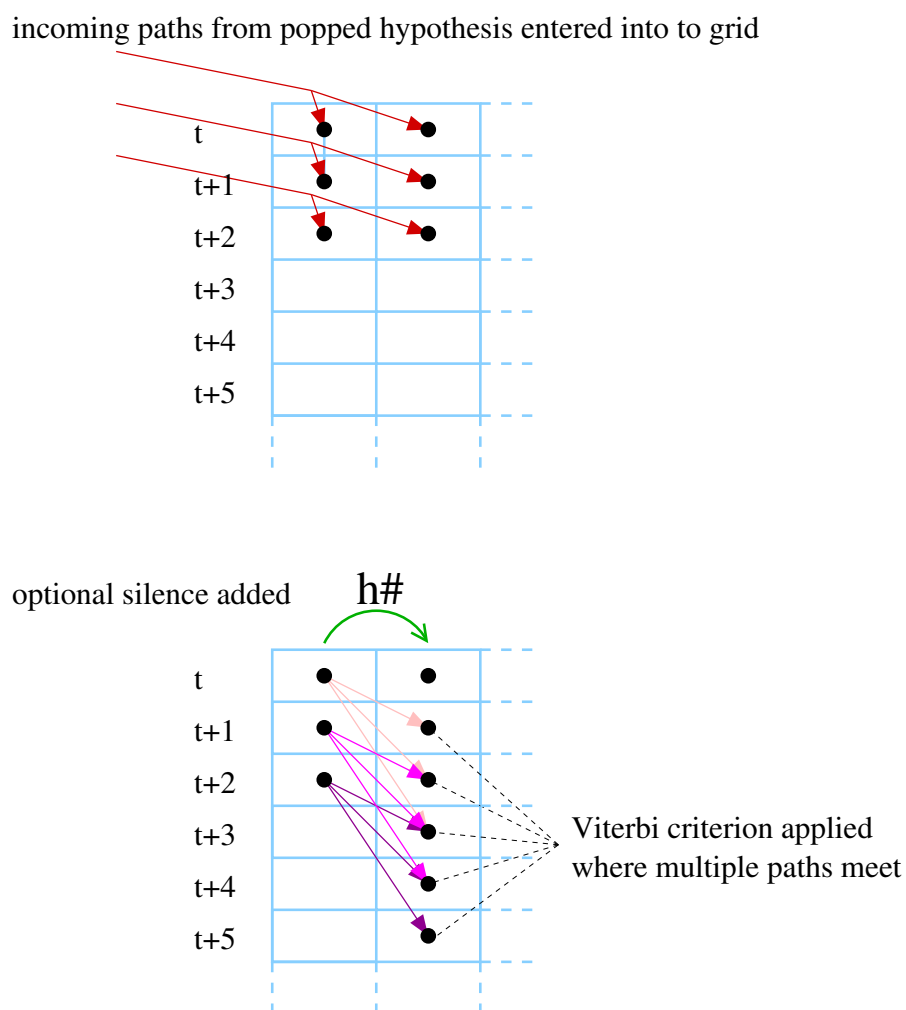 incoming paths from popped hypothesis entered into to grid
t
t+1
t+2
t+3
t+4
t+5
optional silence added
h#
t
t+1
t+2
t+3
t+4
t+5
Viterbi criterion applied
where multiple paths meet